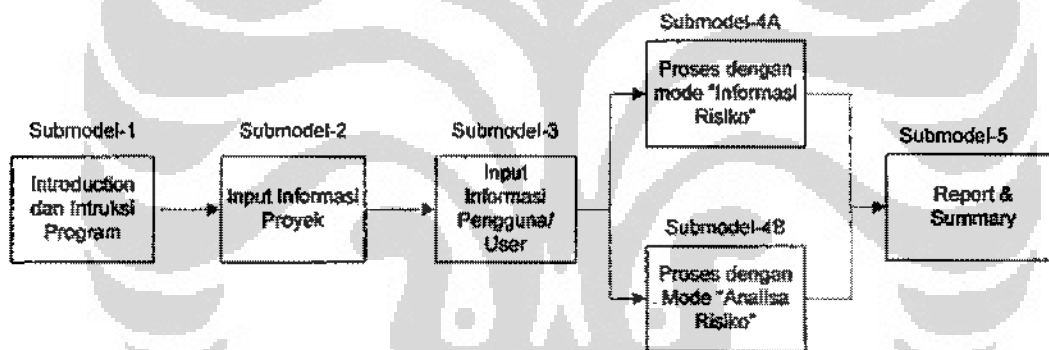 Submodel-1
Introduction
dan Intruksi
Program
Submodel-2
Input Informasi
Proyek
Submodel-3
Input
Informasi
Pengguna/
User
Submodel-4A
Proses dengan
mode "Informasi
Risiko"
Submodel-4B
Proses dengan
Mode "Analisa
Risiko"
Submodel-5
Report &
Summary